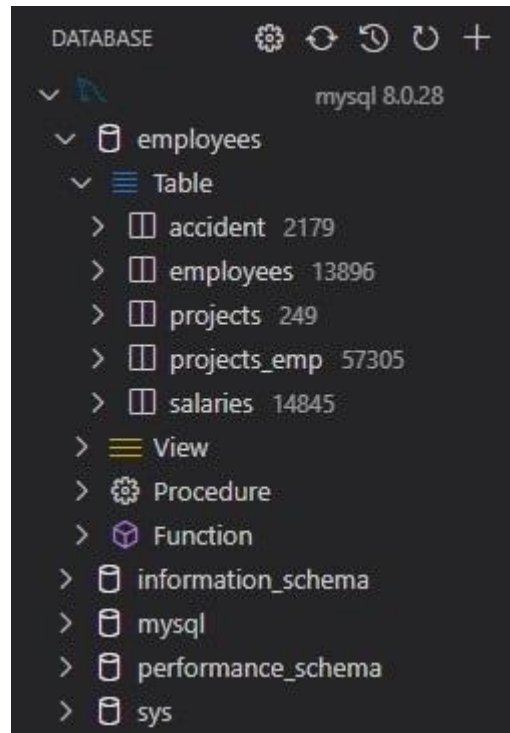 DATABASE
mysql 8.0.28
employees
Table
accident 2179
employees 13896
projects 249
projects_emp 57305
salaries 14845
View
Procedure
Function
information_schema
mysql
performance_schema
sys